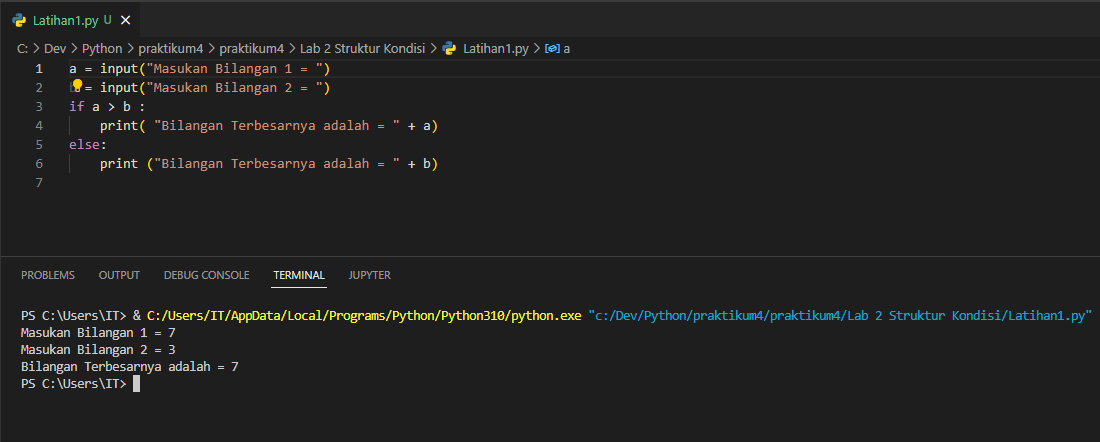 Latihan1.py U
C: > Dev > Python > praktikum4 > praktikum4 > Lab 2 Struktur Kondisi > Latihan1.py > a
1 a = input("Masukan Bilangan 1 = ")
2 = input("Masukan Bilangan 2 = ")
3 if a > b :
4     print( "Bilangan Terbesarnya adalah = " + a)
5 else:
6     print ("Bilangan Terbesarnya adalah = " + b)
7
PROBLEMS OUTPUT DEBUG CONSOLE TERMINAL JUPYTER
PS C:\Users\IT> & C:/Users/IT/AppData/Local/Programs/Python/Python310/python.exe "c:/Dev/Python/praktikum4/praktikum4/Lab 2 Struktur Kondisi/Latihan1.py"
Masukan Bilangan 1 = 7
Masukan Bilangan 2 = 3
Bilangan Terbesarnya adalah = 7
PS C:\Users\IT>